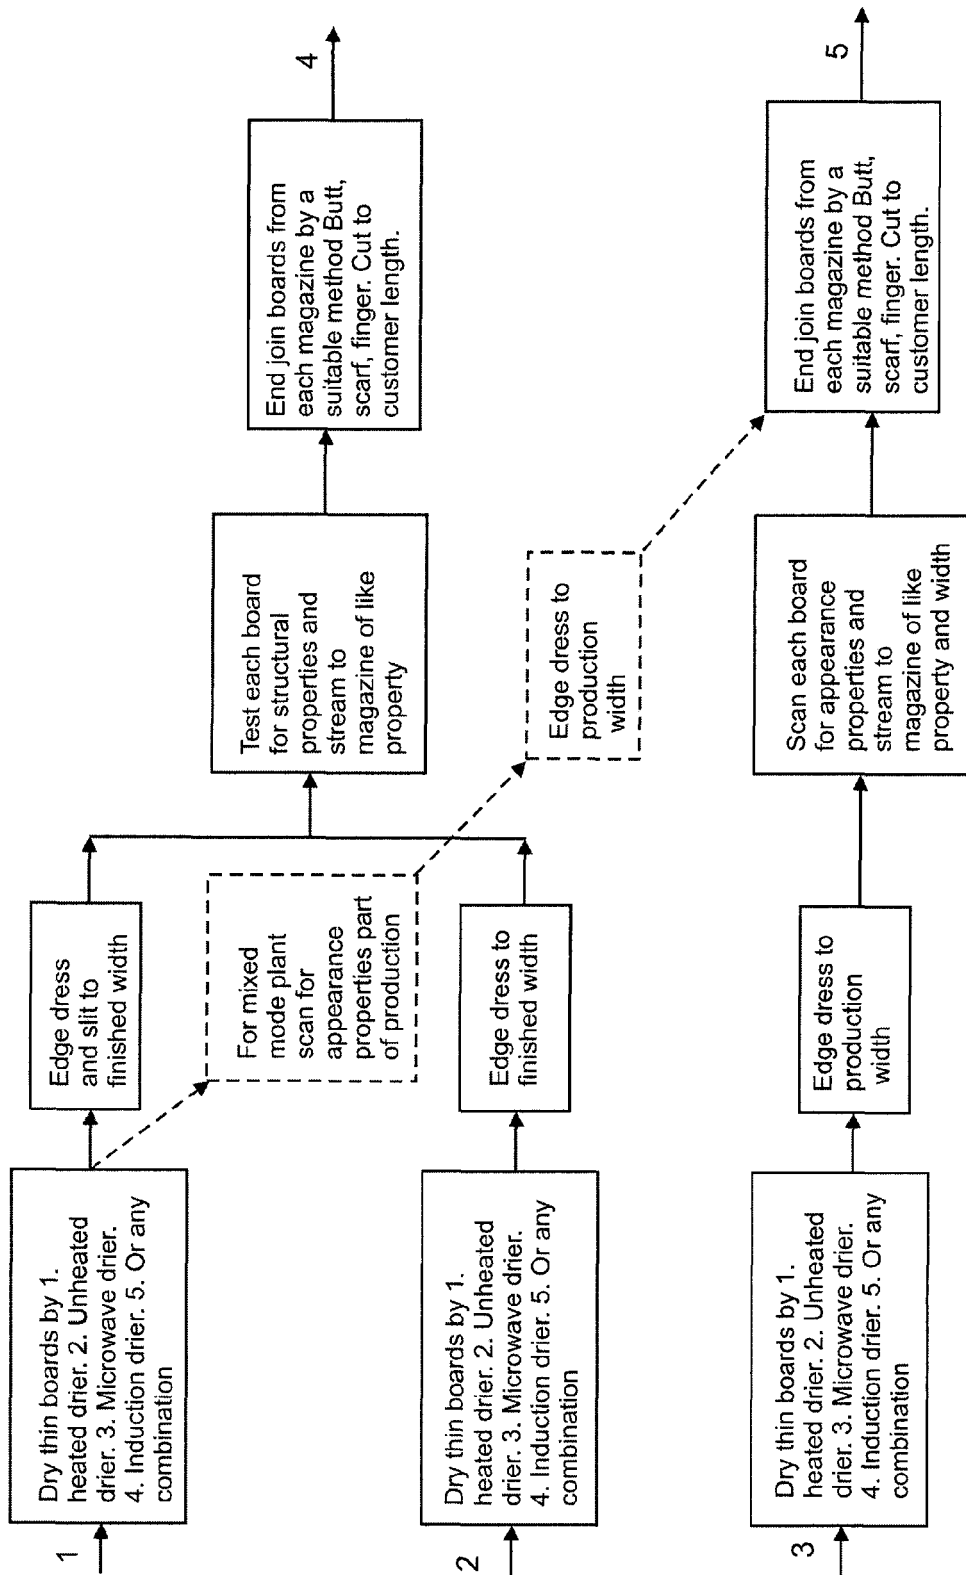 1
Dry thin boards by 1.
heated drier. 2. Unheated
drier. 3. Microwave drier.
4. Induction drier. 5. Or any
combination
Edge dress
and slit to
finished width
For mixed
mode plant
scan for
appearance
properties part
of production
2
Dry thin boards by 1.
heated drier. 2. Unheated
drier. 3. Microwave drier.
4. Induction drier. 5. Or any
combination
Edge dress to
finished width
Test each board
for structural
properties and
stream to
magazine of like
property
End join boards from
each magazine by a
suitable method Butt,
scarf, finger. Cut to
customer length.
4
Edge dress to
production
width
3
Dry thin boards by 1.
heated drier. 2. Unheated
drier. 3. Microwave drier.
4. Induction drier. 5. Or any
combination
Edge dress to
production
width
Scan each board
for appearance
properties and
stream to
magazine of like
property and width
End join boards from
each magazine by a
suitable method Butt,
scarf, finger. Cut to
customer length.
5